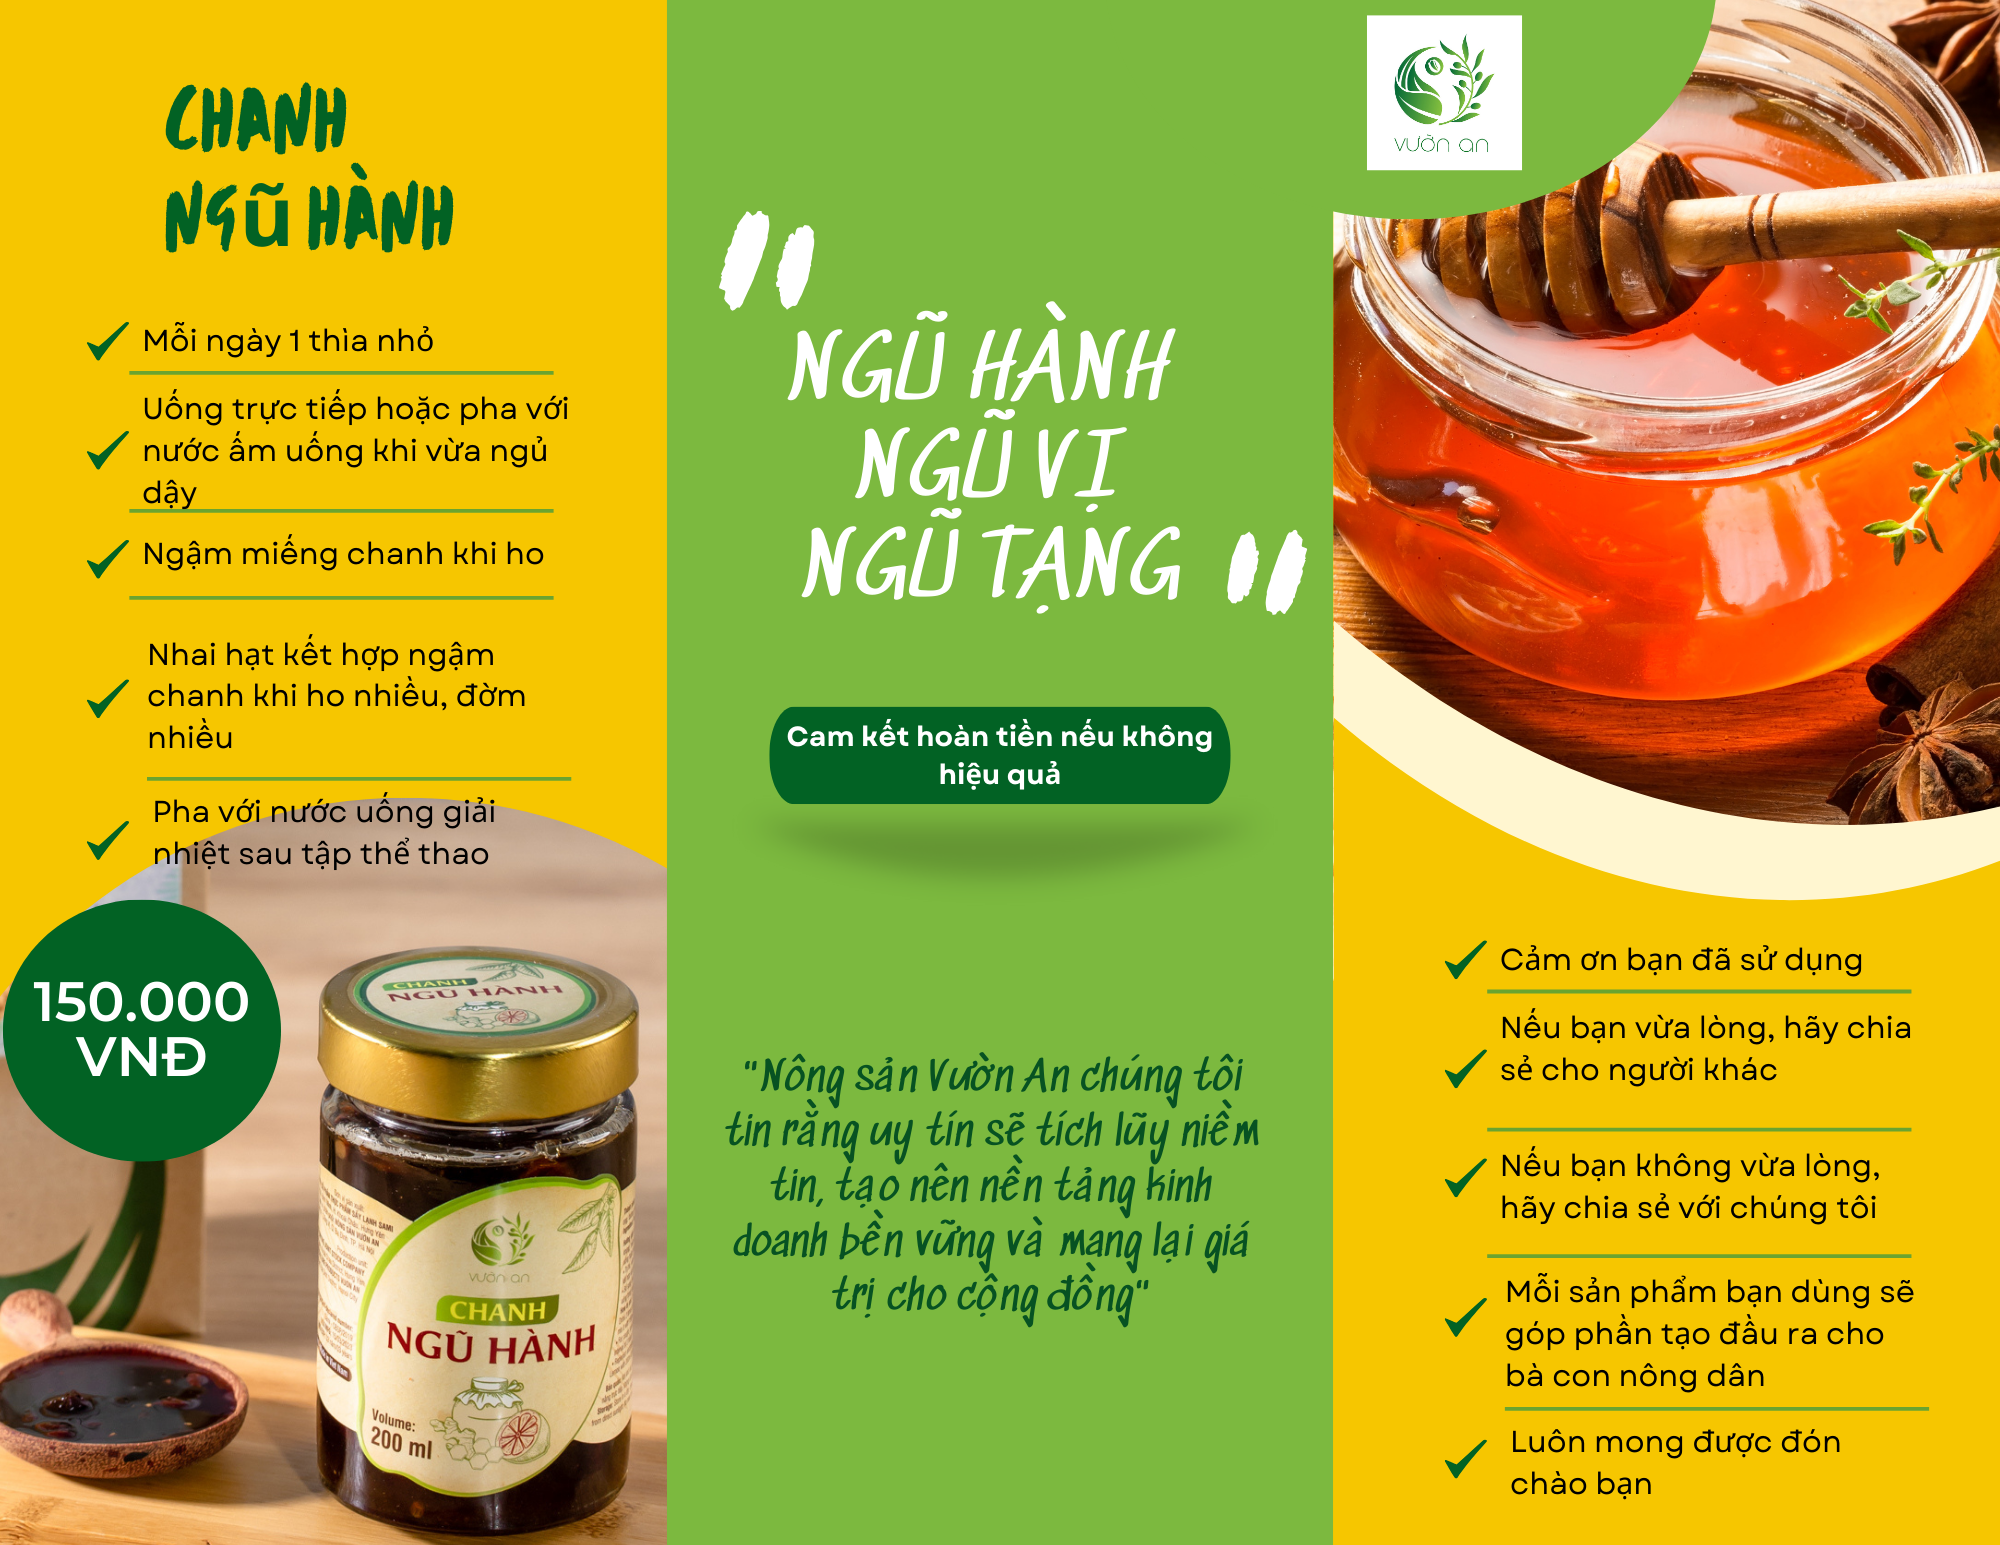 CHANH
NGŨ HÀNH
Mỗi ngày 1 thìa nhỏ
Uống trực tiếp hoặc pha với
nước ấm uống khi vừa ngủ
dậy
Ngậm miếng chanh khi ho
Nhai hạt kết hợp ngậm
chanh khi ho nhiều, đờm
nhiều
Pha với nước uống giải
nhiệt sau tập thể thao
150.000
VNĐ
CHANH
NGŨ HÀNH
vườn an
CHANH
NGŨ HÀNH
Volume:
200 ml
"
NGŨ HÀNH
NGŨ VỊ
NGŨ TẠNG "
Cam kết hoàn tiền nếu không
hiệu quả
"Nông sản Vườn An chúng tôi
tin rằng uy tín sẽ tích lũy niềm
tin, tạo nên nền tảng kinh
doanh bền vững và mang lại giá
trị cho cộng đồng"
vườn an
Cảm ơn bạn đã sử dụng
Nếu bạn vừa lòng, hãy chia
sẻ cho người khác
Nếu bạn không vừa lòng,
hãy chia sẻ với chúng tôi
Mỗi sản phẩm bạn dùng sẽ
góp phần tạo đầu ra cho
bà con nông dân
Luôn mong được đón
chào bạn